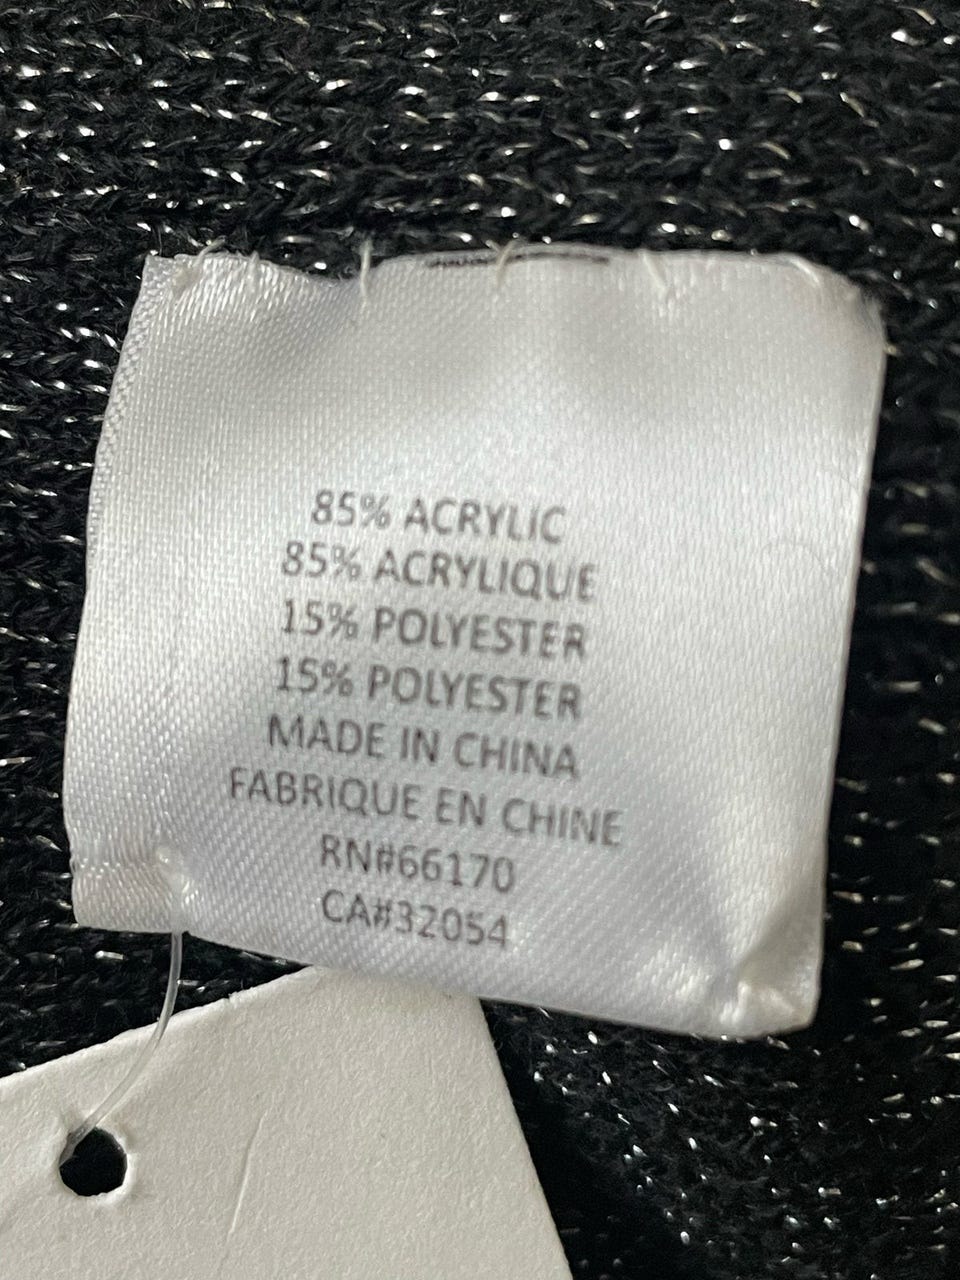 85% ACRYLIC
85% ACRYLIQUE
15% POLYESTER
15% POLYESTER
MADE IN CHINA
FABRIQUE EN CHINE
RN#66170
CA#32054